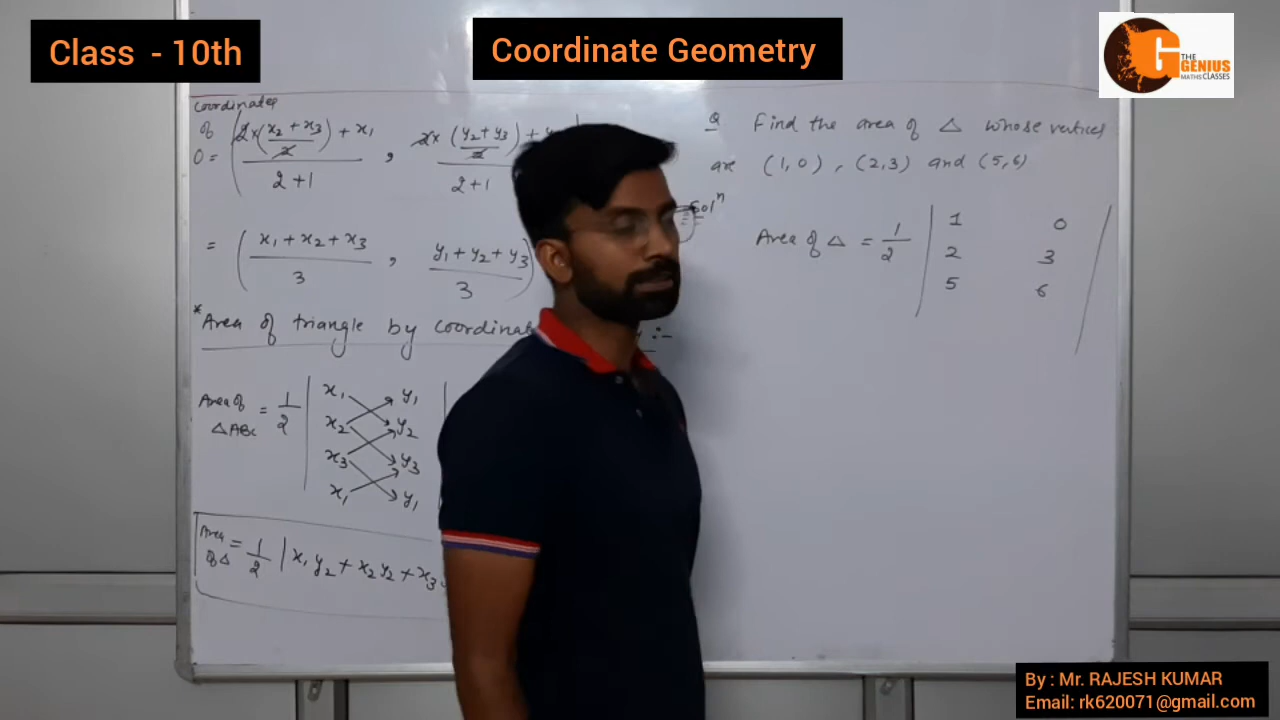 Class - 10th
Coordinate Geometry
G THE GENIUS MATHS CLASSES
Coordinates
of
O = ( 2×(x₂ + x₃)/2 + x₁ / 2+1 , 2×(y₂+y₃)/2 + / 2+1
= ( x₁ + x₂ + x₃ / 3 , y₁ + y₂ + y₃ / 3 )
* Area of triangle by coordinat :-
Area of ΔABC = 1/2 |
x₁ y₁
x₂ y₂
x₃ y₃
x₁ y₁
Area of Δ = 1/2 | x₁y₂ + x₂y₂ + x₃
Q Find the area of Δ whose vertices
are (1,0) , (2,3) and (5,6)
Solⁿ
Area of Δ = 1/2 | 1 0 |
2 3
5 6
By : Mr. RAJESH KUMAR
Email: rk620071@gmail.com